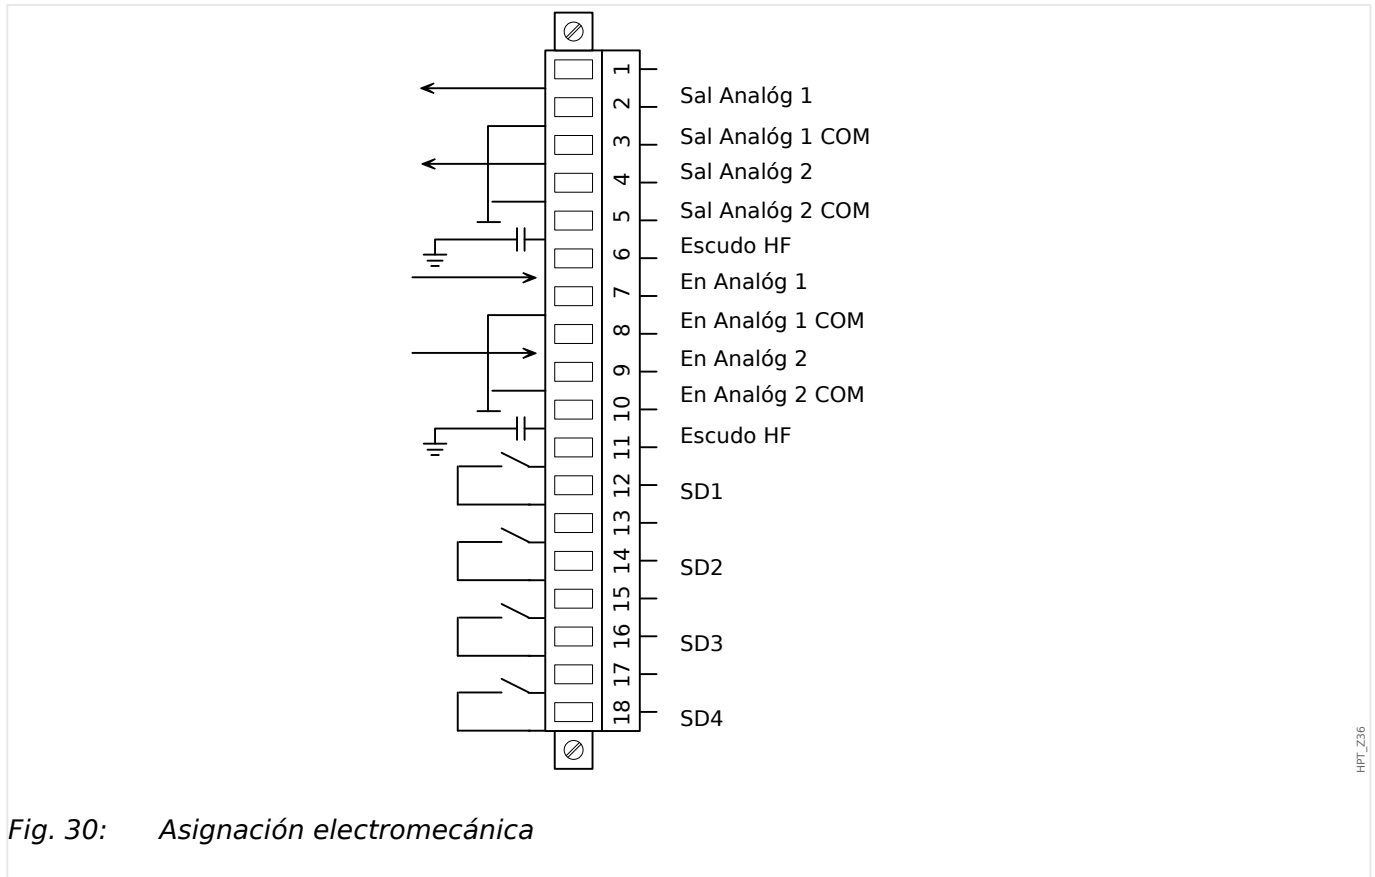 1
2
Sal Analóg 1
3
Sal Analóg 1 COM
4
Sal Analóg 2
5
Sal Analóg 2 COM
6
Escudo HF
7
En Analóg 1
8
En Analóg 1 COM
9
En Analóg 2
10
En Analóg 2 COM
11
Escudo HF
12
SD1
13
14
SD2
15
16
SD3
17
18
SD4
HPT_Z36
Fig. 30: Asignación electromecánica